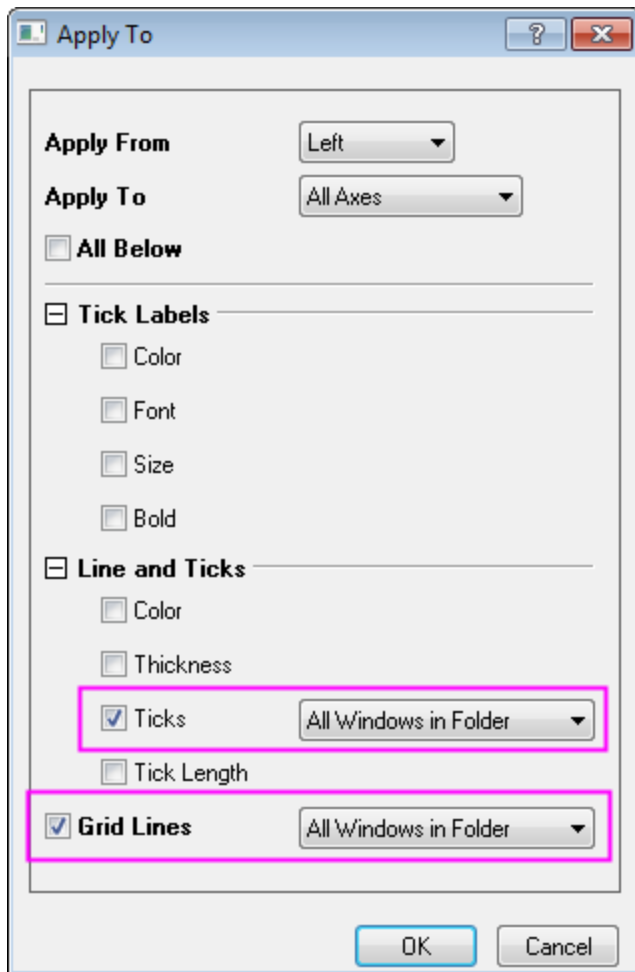 Apply To
Apply From Left
Apply To All Axes
All Below
Tick Labels
Color
Font
Size
Bold
Line and Ticks
Color
Thickness
Ticks All Windows in Folder
Tick Length
Grid Lines All Windows in Folder
OK Cancel